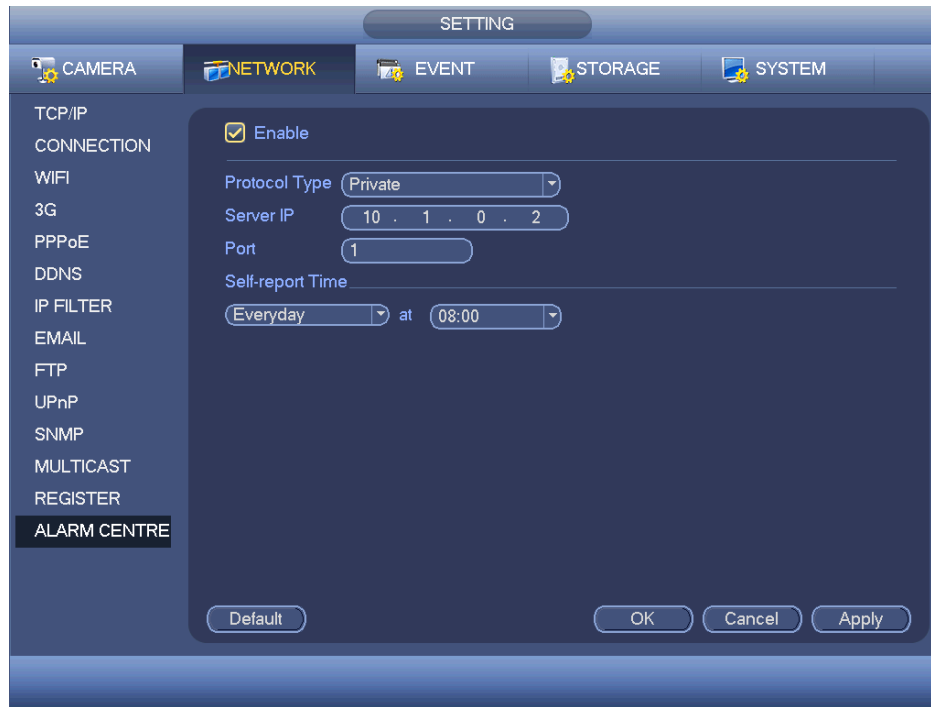 SETTING
CAMERA NETWORK EVENT STORAGE SYSTEM
TCP/IP
CONNECTION
WIFI
3G
PPPoE
DDNS
IP FILTER
EMAIL
FTP
UPnP
SNMP
MULTICAST
REGISTER
ALARM CENTRE
Enable
Protocol Type Private
Server IP 10 . 1 . 0 . 2
Port 1
Self-report Time
Everyday at 08:00
Default OK Cancel Apply